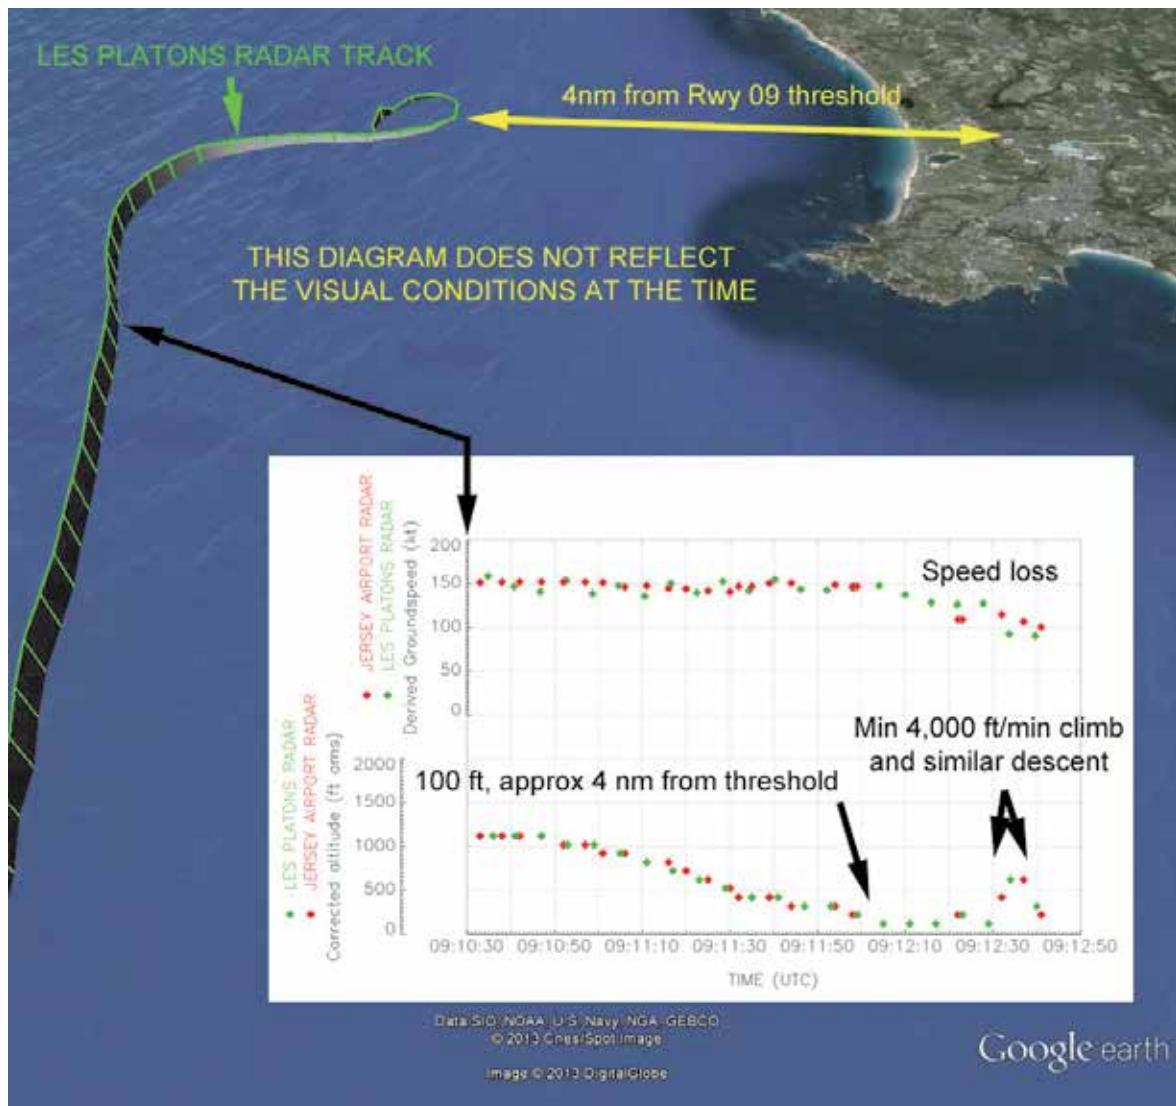 LES PLATONS RADAR TRACK
4nm from Rwy 09 threshold
THIS DIAGRAM DOES NOT REFLECT
THE VISUAL CONDITIONS AT THE TIME
JERSEY AIRPORT RADAR
LES PLATONS RADAR
Derived Groundspeed (kt)
200
150
100
50
0
Speed loss
LES PLATONS RADAR
JERSEY AIRPORT RADAR
Corrected altitude (ft amsl)
2000
1500
1000
500
0
100 ft, approx 4 nm from threshold
Min 4,000 ft/min climb
and similar descent
09:10:30 09:10:50 09:11:10 09:11:30 09:11:50 09:12:10 09:12:30 09:12:50
TIME (UTC)
Data SIO, NOAA, U.S. Navy, NGA, GEBCO
© 2013 Cnes/Spot Image
Image © 2013 DigitalGlobe
Google earth